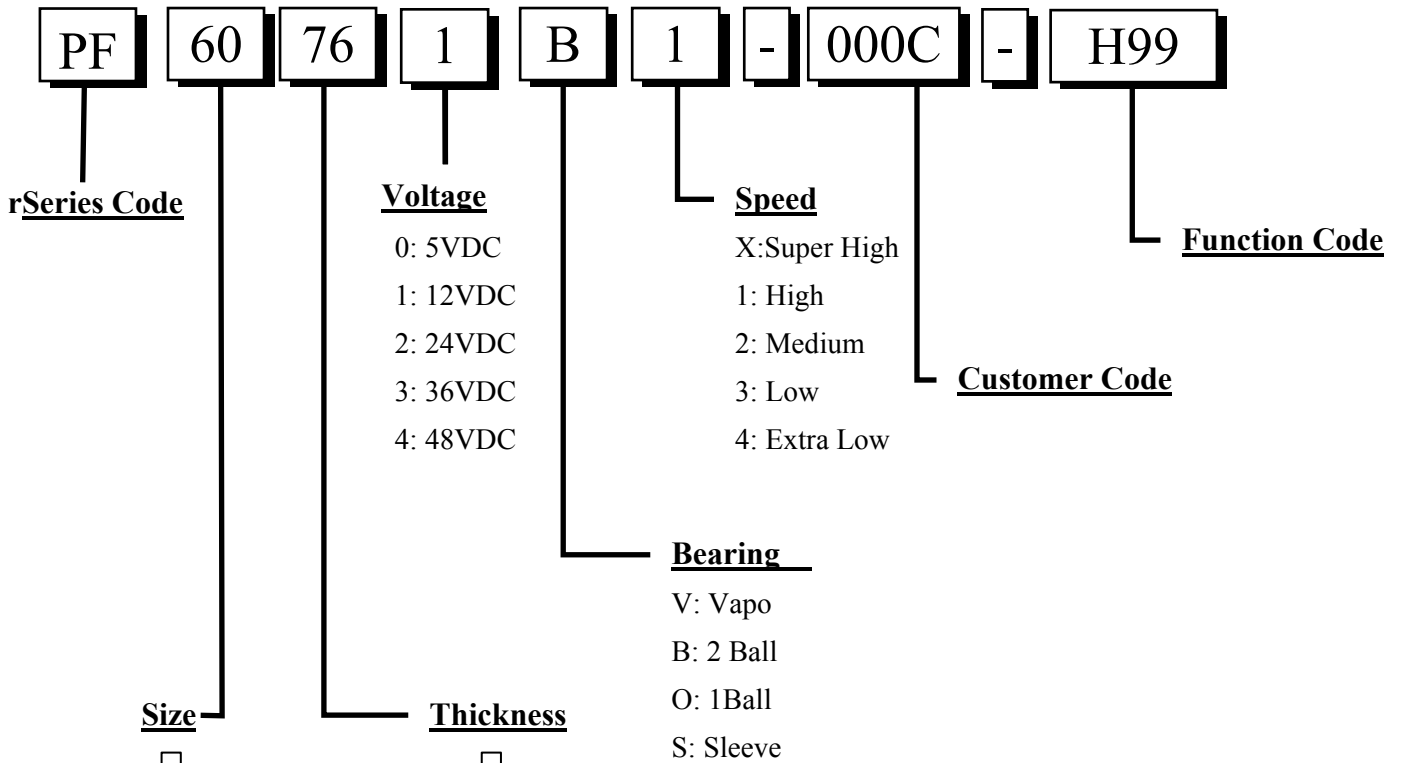 PF 60 76 1 B 1 - 000C - H99
rSeries Code
Voltage
0: 5VDC
1: 12VDC
2: 24VDC
3: 36VDC
4: 48VDC
Speed
X:Super High
1: High
2: Medium
3: Low
4: Extra Low
Function Code
Customer Code
Bearing
V: Vapo
B: 2 Ball
O: 1Ball
S: Sleeve
Size
Thickness